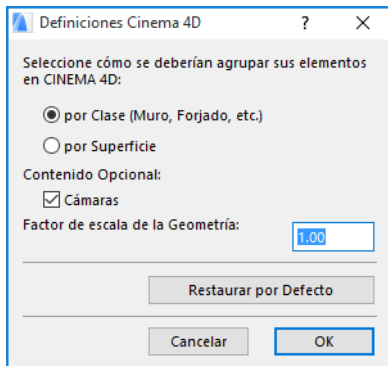 Definiciones Cinema 4D
Seleccione cómo se deberían agrupar sus elementos
en CINEMA 4D:
por Clase (Muro, Forjado, etc.)
por Superficie
Contenido Opcional:
Cámaras
Factor de escala de la Geometría:
1.00
Restaurar por Defecto
Cancelar
OK